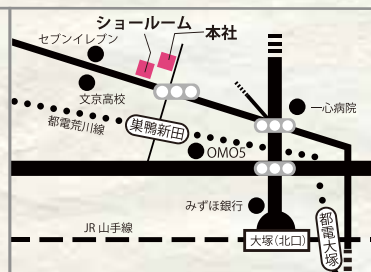 ショールーム
本社
セブンイレブン
文京高校
都電荒川線
巣鴨新田
一心病院
OMO5
みずほ銀行
JR 山手線
大塚（北口）
都電大塚